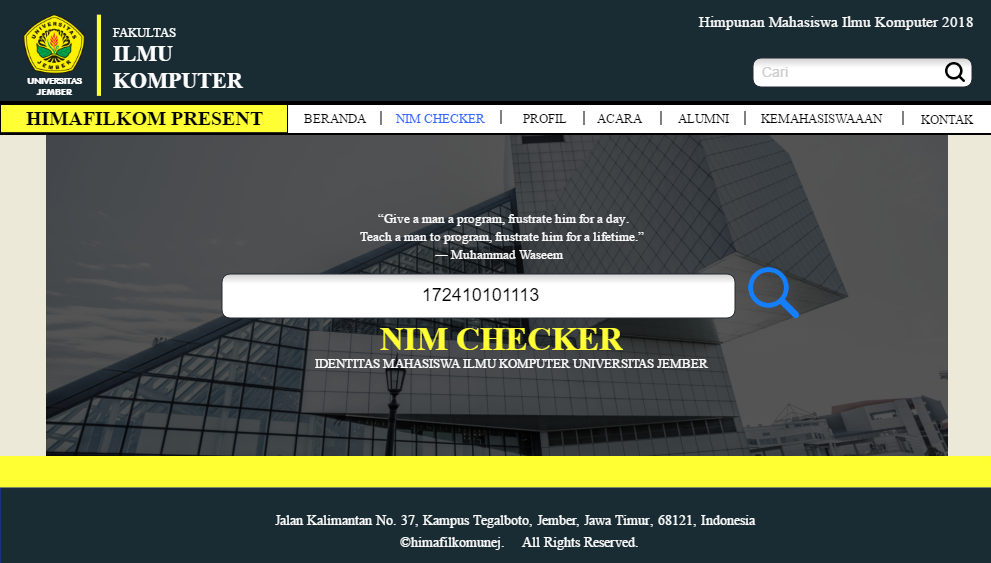 Himpunan Mahasiswa Ilmu Komputer 2018
UNIVERSITAS
JEMBER
UNIVERSITAS
JEMBER
FAKULTAS
ILMU
KOMPUTER
Cari
HIMAFILKOM PRESENT
BERANDA | NIM CHECKER | PROFIL | ACARA | ALUMNI | KEMAHASISWAAAN | KONTAK
“Give a man a program, frustrate him for a day.
Teach a man to program, frustrate him for a lifetime.”
— Muhammad Waseem
172410101113
NIM CHECKER
IDENTITAS MAHASISWA ILMU KOMPUTER UNIVERSITAS JEMBER
Jalan Kalimantan No. 37, Kampus Tegalboto, Jember, Jawa Timur, 68121, Indonesia
©himafilkomunej. All Rights Reserved.